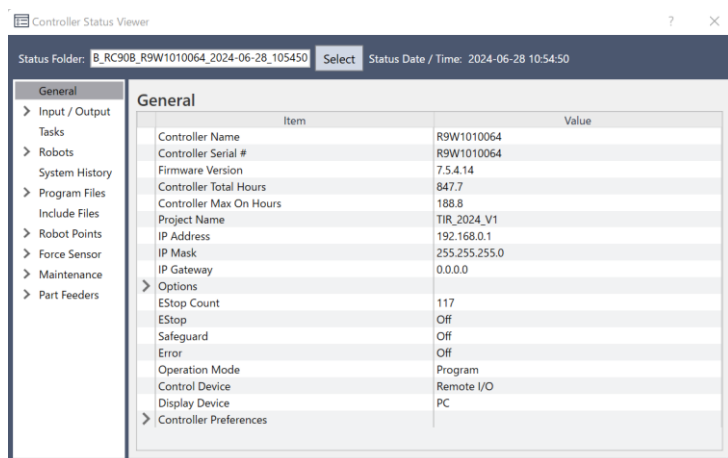 Controller Status Viewer
? ×
Status Folder: B_RC90B_R9W1010064_2024-06-28_105450 Select Status Date / Time: 2024-06-28 10:54:50
General
Input / Output
Tasks
Robots
System History
Program Files
Include Files
Robot Points
Force Sensor
Maintenance
Part Feeders
General
Item Value
Controller Name R9W1010064
Controller Serial # R9W1010064
Firmware Version 7.5.4.14
Controller Total Hours 847.7
Controller Max On Hours 188.8
Project Name TIR_2024_V1
IP Address 192.168.0.1
IP Mask 255.255.255.0
IP Gateway 0.0.0.0
Options
EStop Count 117
EStop Off
Safeguard Off
Error Off
Operation Mode Program
Control Device Remote I/O
Display Device PC
Controller Preferences